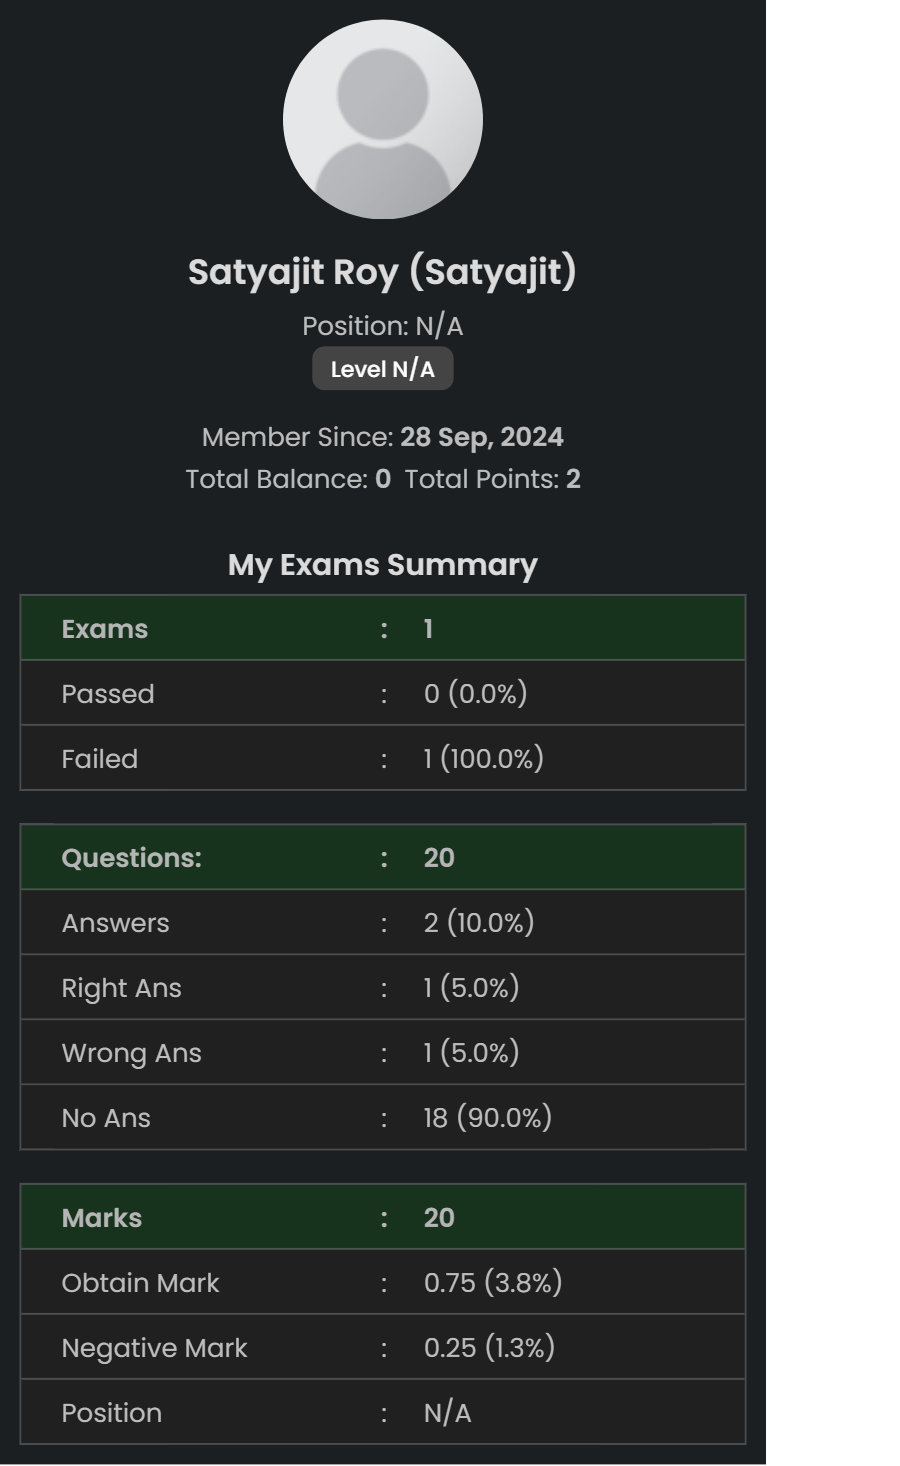 Satyajit Roy (Satyajit)
Position: N/A
Level N/A
Member Since: 28 Sep, 2024
Total Balance: 0 Total Points: 2
My Exams Summary
Exams : 1
Passed : 0 (0.0%)
Failed : 1 (100.0%)
Questions: : 20
Answers : 2 (10.0%)
Right Ans : 1 (5.0%)
Wrong Ans : 1 (5.0%)
No Ans : 18 (90.0%)
Marks : 20
Obtain Mark : 0.75 (3.8%)
Negative Mark : 0.25 (1.3%)
Position : N/A